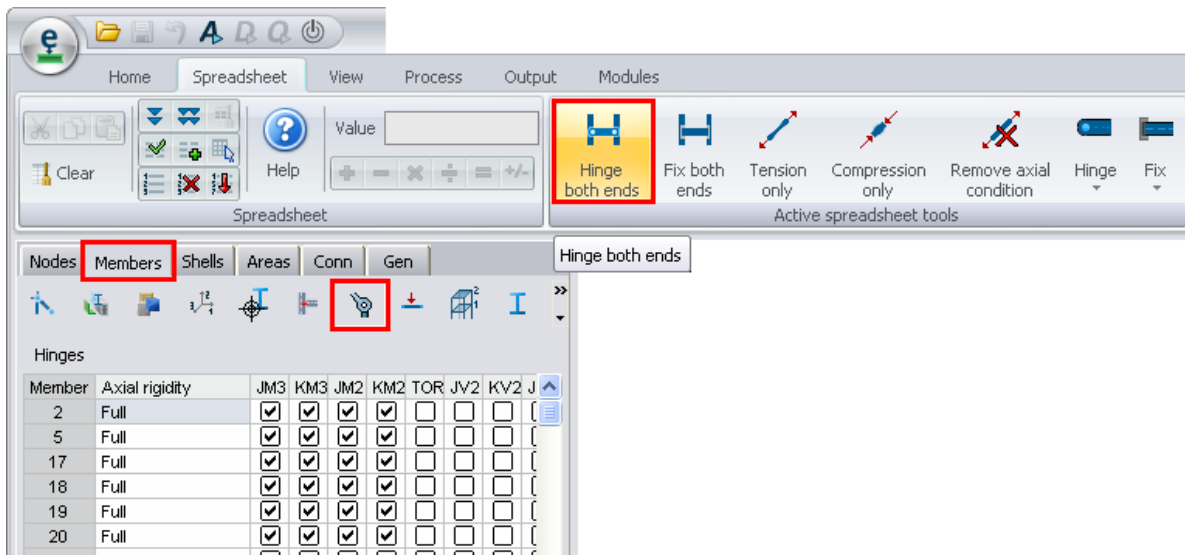 Home Spreadsheet View Process Output Modules
Value
Clear
Help
Hinge both ends
Fix both ends
Tension only
Compression only
Remove axial condition
Hinge
Fix
Spreadsheet
Active spreadsheet tools
Hinge both ends
Nodes Members Shells Areas Conn Gen
Hinges
Member Axial rigidity JM3 KM3 JM2 KM2 TOR JV2 KV2 J
2 Full
5 Full
17 Full
18 Full
19 Full
20 Full